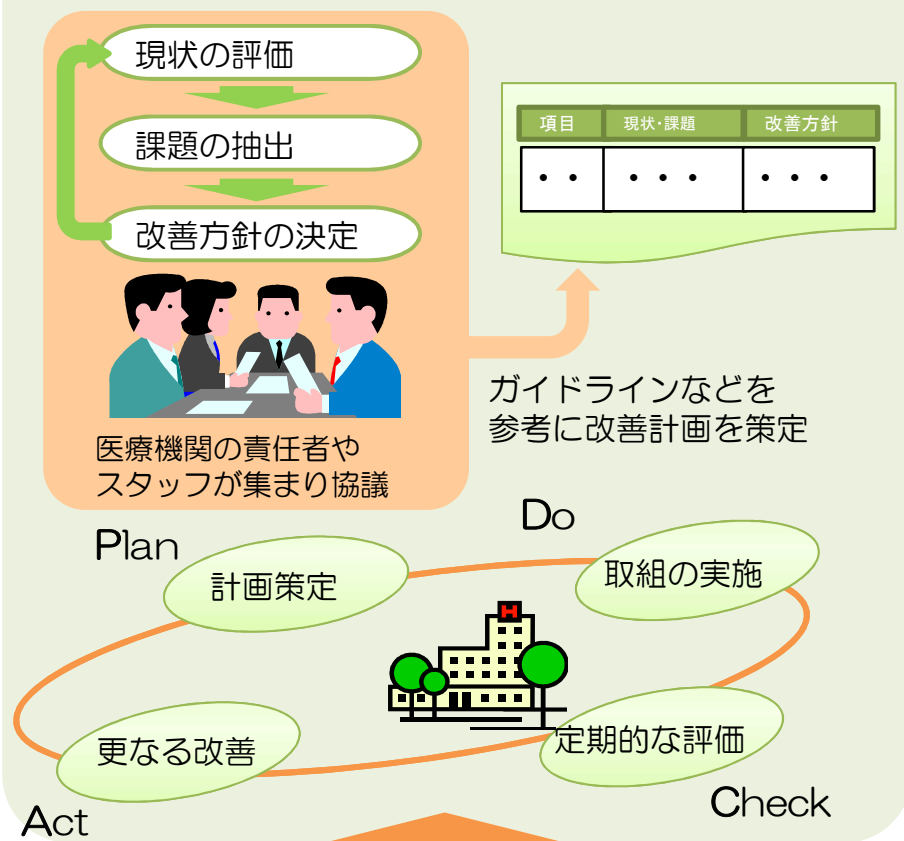 現状の評価
課題の抽出
改善方針の決定
医療機関の責任者や
スタッフが集まり協議
項目 現状・課題 改善方針
・・ ・・・ ・・・
ガイドラインなどを
参考に改善計画を策定
Plan
計画策定
Do
取組の実施
H
定期的な評価
Check
更なる改善
Act